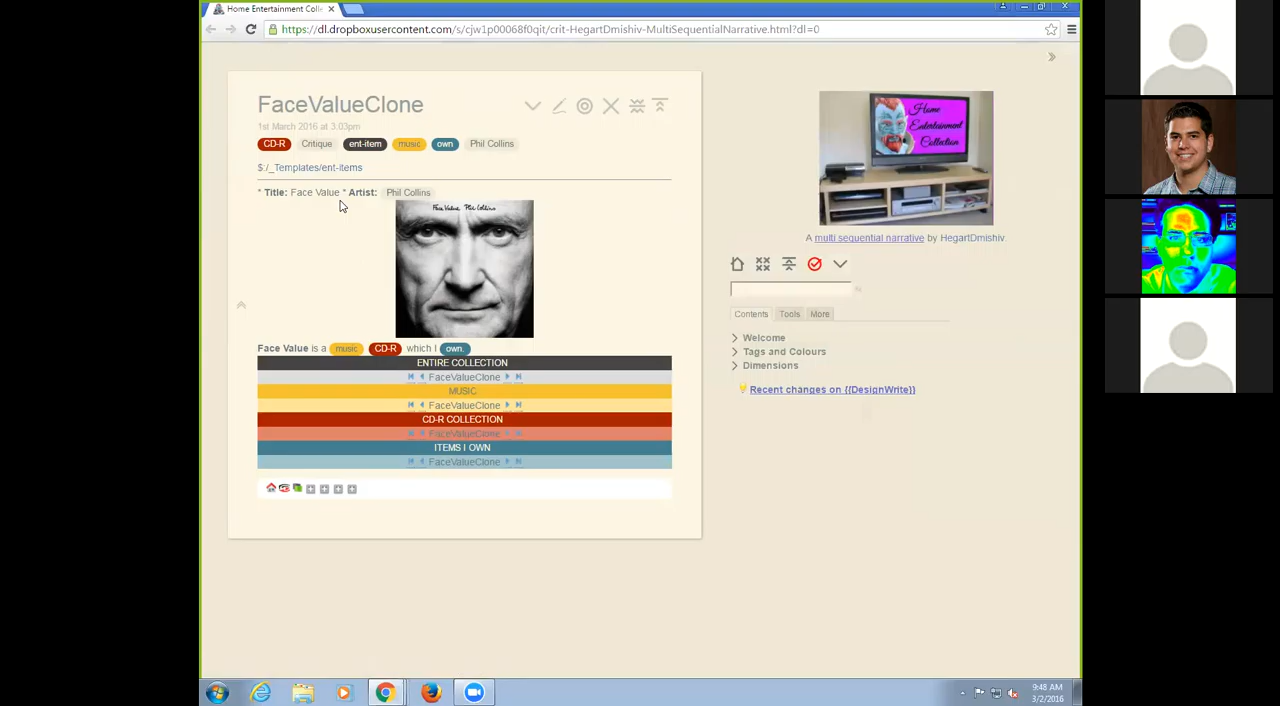 Home Entertainment Coll
https://dl.dropboxusercontent.com/s/cjw1p00068f0qit/crit-HegartDmishiv-MultiSequentialNarrative.html?dl=0
FaceValueClone
1st March 2016 at 3:03pm
CD-R Critique ent-item music own Phil Collins
$:/_Templates/ent-items
* Title: Face Value * Artist: Phil Collins
Face Value Phil Collins
Face Value is a music CD-R which I own.
ENTIRE COLLECTION
FaceValueClone
MUSIC
FaceValueClone
CD-R COLLECTION
FaceValueClone
ITEMS I OWN
FaceValueClone
Home
Entertainment
Collection
A multi sequential narrative by HegartDmishiv.
Contents Tools More
Welcome
Tags and Colours
Dimensions
Recent changes on {{DesignWrite}}
9:48 AM
3/2/2016